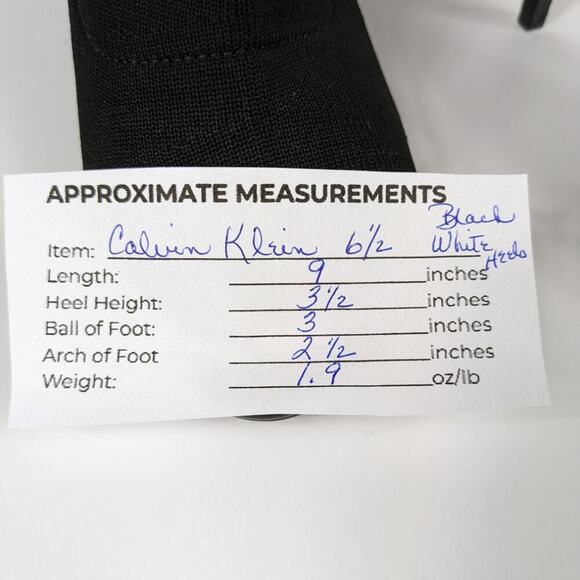 APPROXIMATE MEASUREMENTS
Item: Calvin Klein 6½ Black White Heels
Length: 9 inches
Heel Height: 3½ inches
Ball of Foot: 3 inches
Arch of Foot 2½ inches
Weight: 1.9 oz/lb